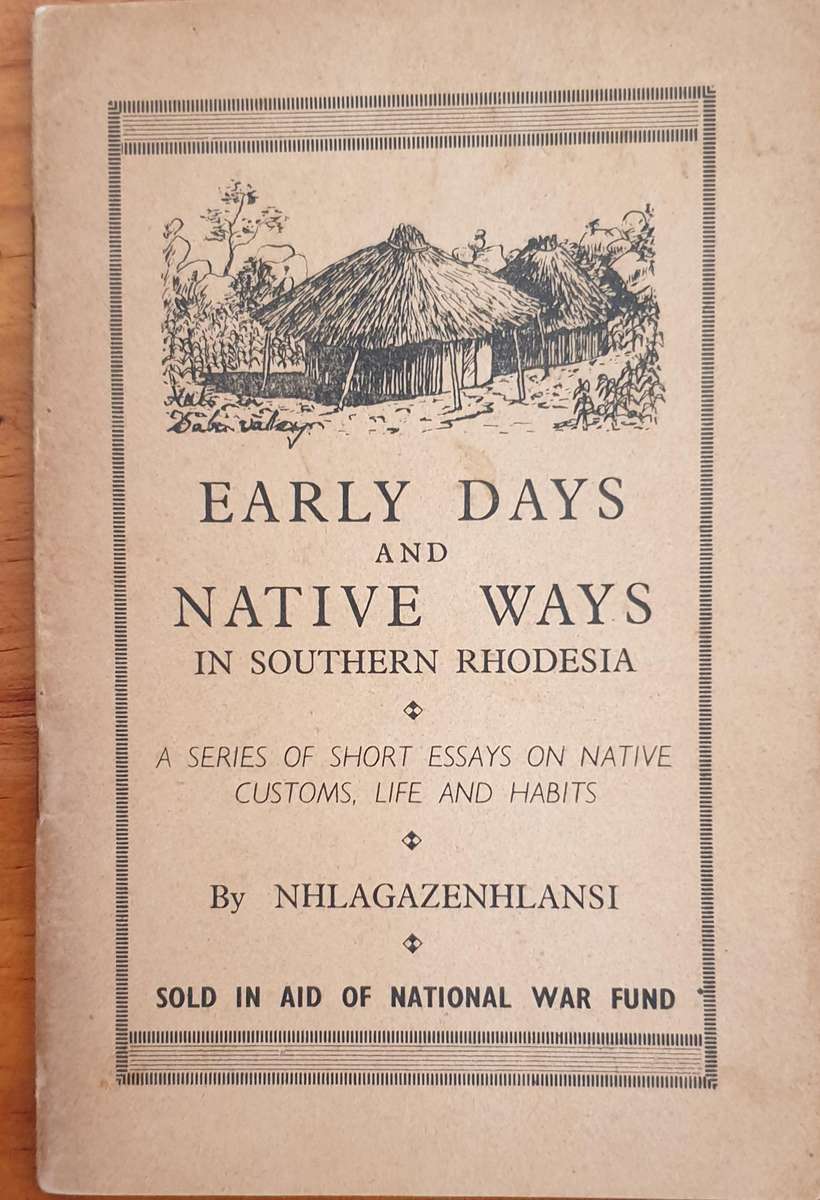 Huts in
Sabi valley
EARLY DAYS
AND
NATIVE WAYS
IN SOUTHERN RHODESIA
A SERIES OF SHORT ESSAYS ON NATIVE
CUSTOMS, LIFE AND HABITS
By NHLAGAZENHLANSI
SOLD IN AID OF NATIONAL WAR FUND